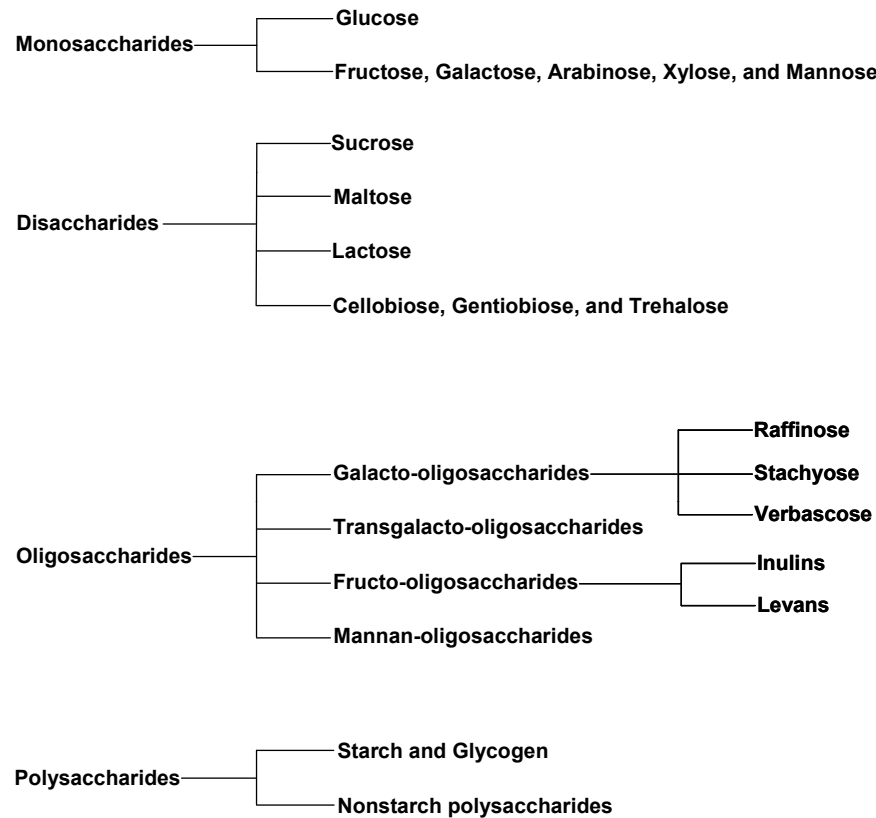 Glucose
Monosaccharides
Fructose, Galactose, Arabinose, Xylose, and Mannose
Sucrose
Maltose
Disaccharides
Lactose
Cellobiose, Gentiobiose, and Trehalose
Raffinose
Galacto-oligosaccharides
Stachyose
Verbascose
Transgalacto-oligosaccharides
Oligosaccharides
Inulins
Fructo-oligosaccharides
Levans
Mannan-oligosaccharides
Starch and Glycogen
Polysaccharides
Nonstarch polysaccharides